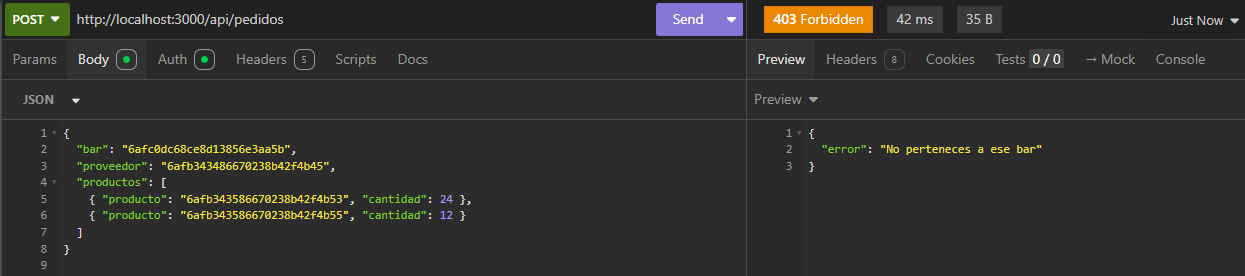 POST http://localhost:3000/api/pedidos Send 403 Forbidden 42 ms 35 B Just Now
Params Body Auth Headers 5 Scripts Docs Preview Headers 8 Cookies Tests 0 / 0 → Mock Console
JSON
Preview
1 {
2 "bar": "6afc0dc68ce8d13856e3aa5b",
3 "proveedor": "6afb343486670238b42f4b45",
4 "productos": [
5 { "producto": "6afb343586670238b42f4b53", "cantidad": 24 },
6 { "producto": "6afb343586670238b42f4b55", "cantidad": 12 }
7 ]
8 }
9
1 {
2 "error": "No perteneces a ese bar"
3 }